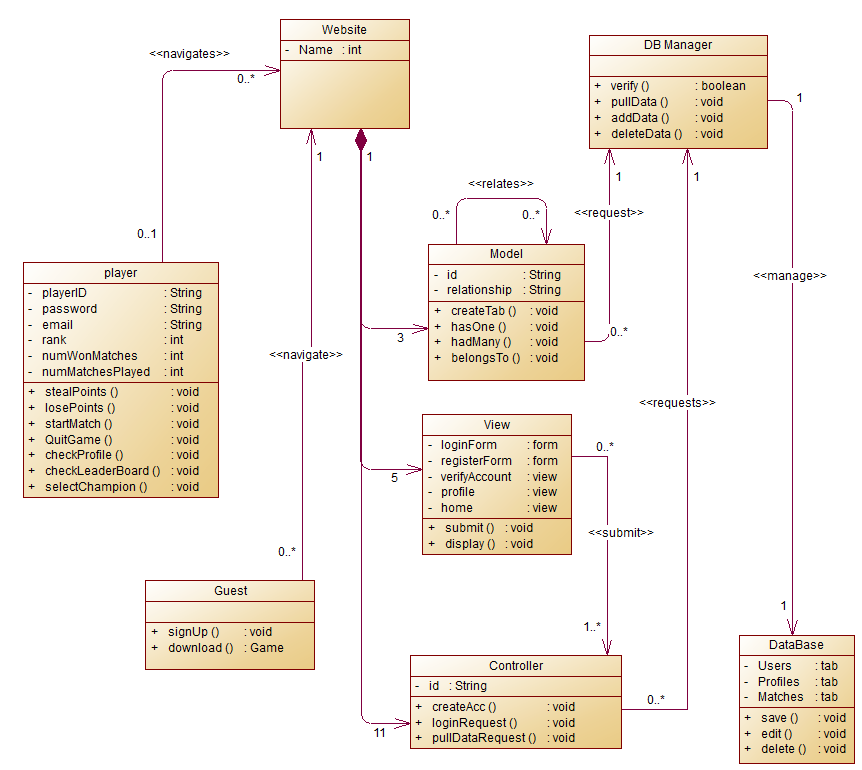 Website
- Name : int
<<navigates>>
0..*
0..1
1
1
player
- playerID : String
- password : String
- email : String
- rank : int
- numWonMatches : int
- numMatchesPlayed : int
+ stealPoints () : void
+ losePoints () : void
+ startMatch () : void
+ QuitGame () : void
+ checkProfile () : void
+ checkLeaderBoard () : void
+ selectChampion () : void
<<navigate>>
0..*
Guest
+ signUp () : void
+ download () : Game
DB Manager
+ verify () : boolean
+ pullData () : void
+ addData () : void
+ deleteData () : void
1
1
1
<<relates>>
0..*
0..*
<<request>>
Model
- id : String
- relationship : String
+ createTab () : void
+ hasOne () : void
+ hadMany () : void
+ belongsTo () : void
3
0..*
<<manage>>
<<requests>>
View
- loginForm : form
- registerForm : form
- verifyAccount : view
- profile : view
- home : view
+ submit () : void
+ display () : void
5
0..*
<<submit>>
1..*
Controller
- id : String
+ createAcc () : void
+ loginRequest () : void
+ pullDataRequest () : void
11
0..*
1
DataBase
- Users : tab
- Profiles : tab
- Matches : tab
+ save () : void
+ edit () : void
+ delete () : void